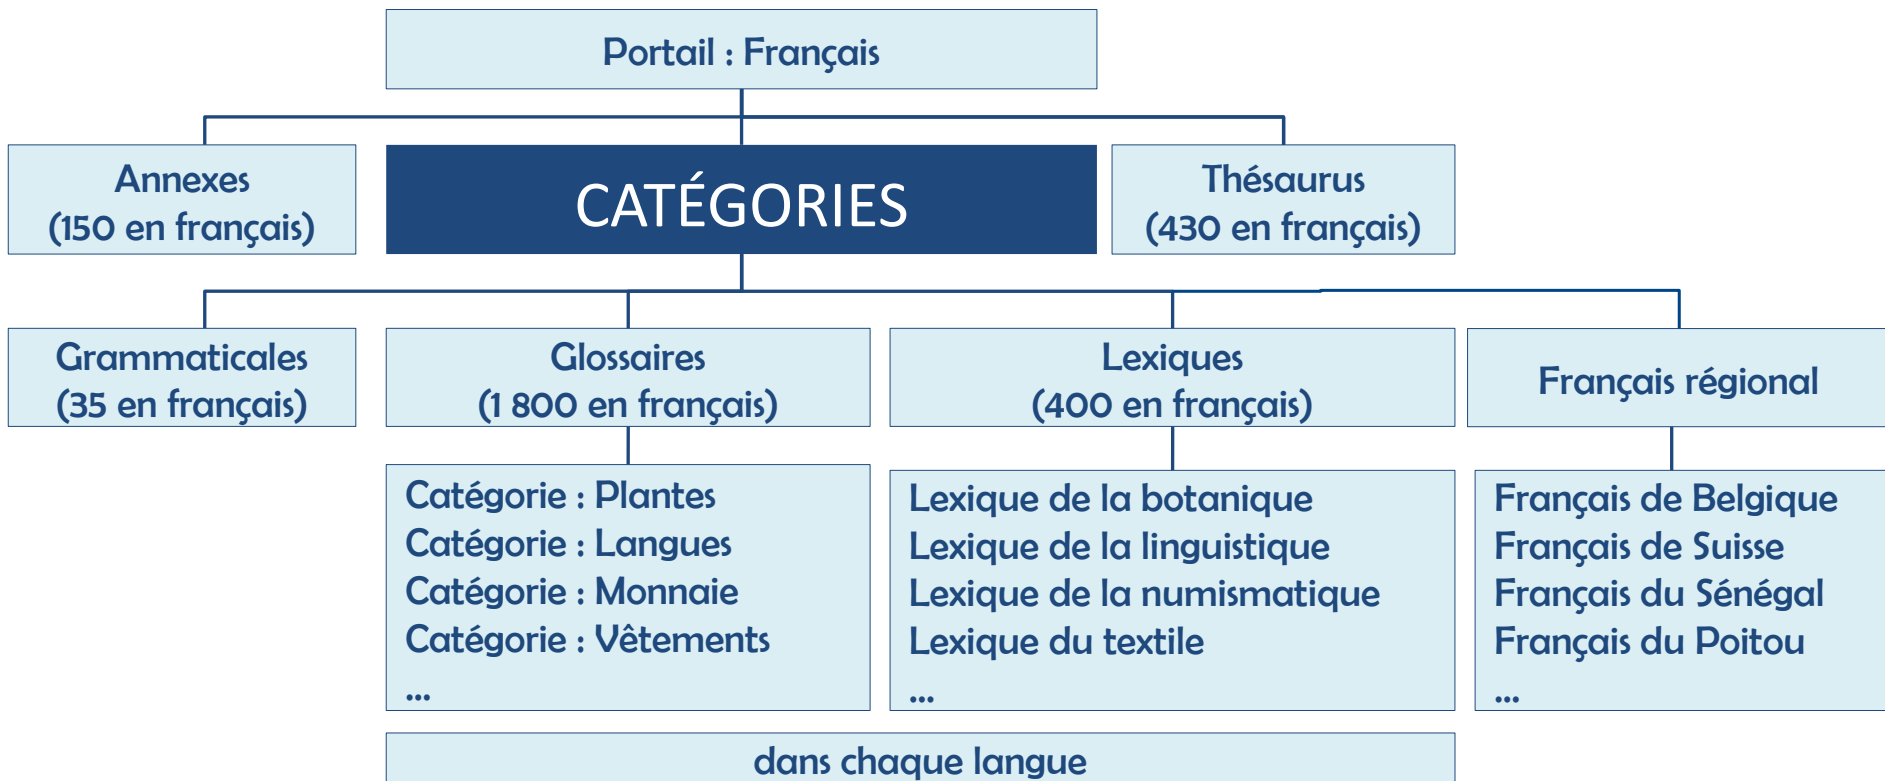 Portail : Français
Annexes
(150 en français)
CATÉGORIES
Thésaurus
(430 en français)
Grammaticales
(35 en français)
Glossaires
(1 800 en français)
Lexiques
(400 en français)
Français régional
Catégorie : Plantes
Catégorie : Langues
Catégorie : Monnaie
Catégorie : Vêtements
...
Lexique de la botanique
Lexique de la linguistique
Lexique de la numismatique
Lexique du textile
...
Français de Belgique
Français de Suisse
Français du Sénégal
Français du Poitou
...
dans chaque langue